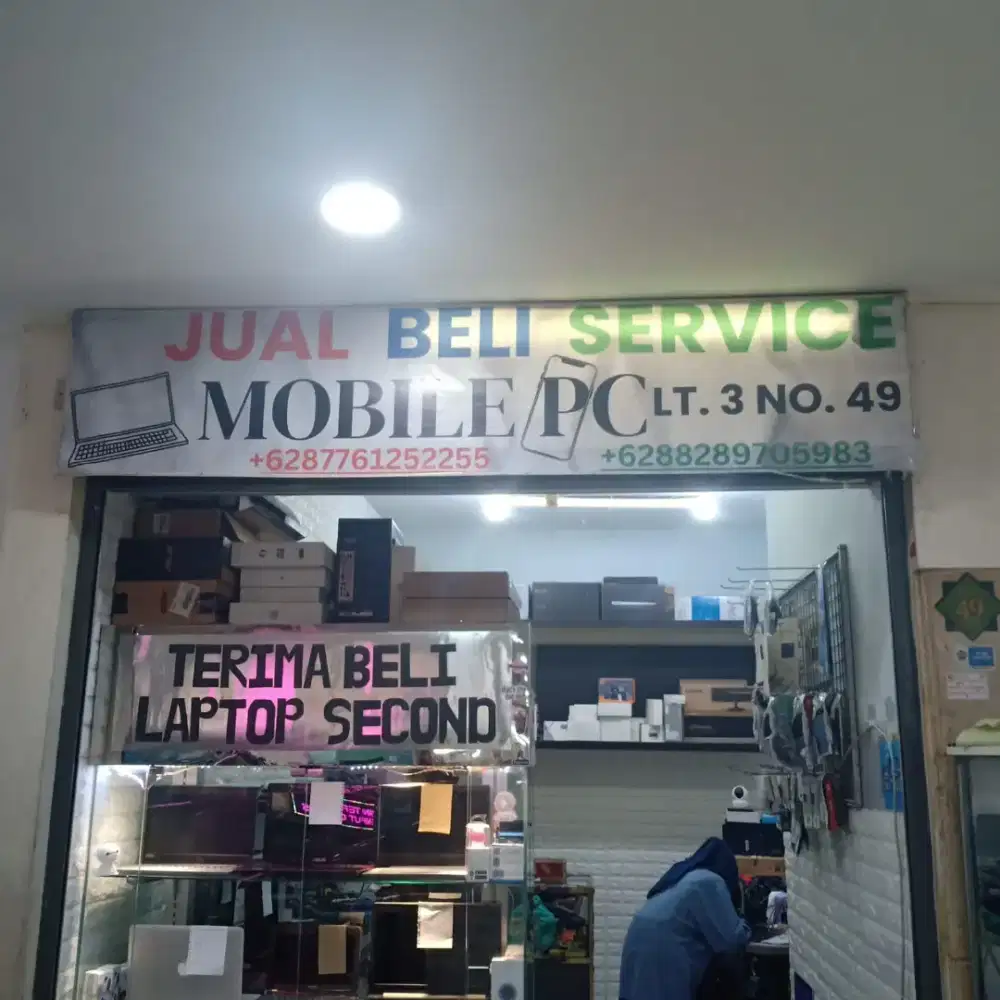 JUAL BELI SERVICE
MOBILE PC LT. 3 NO. 49
+6287761252255 +6288289705983
TERIMA BELI
LAPTOP SECOND
49